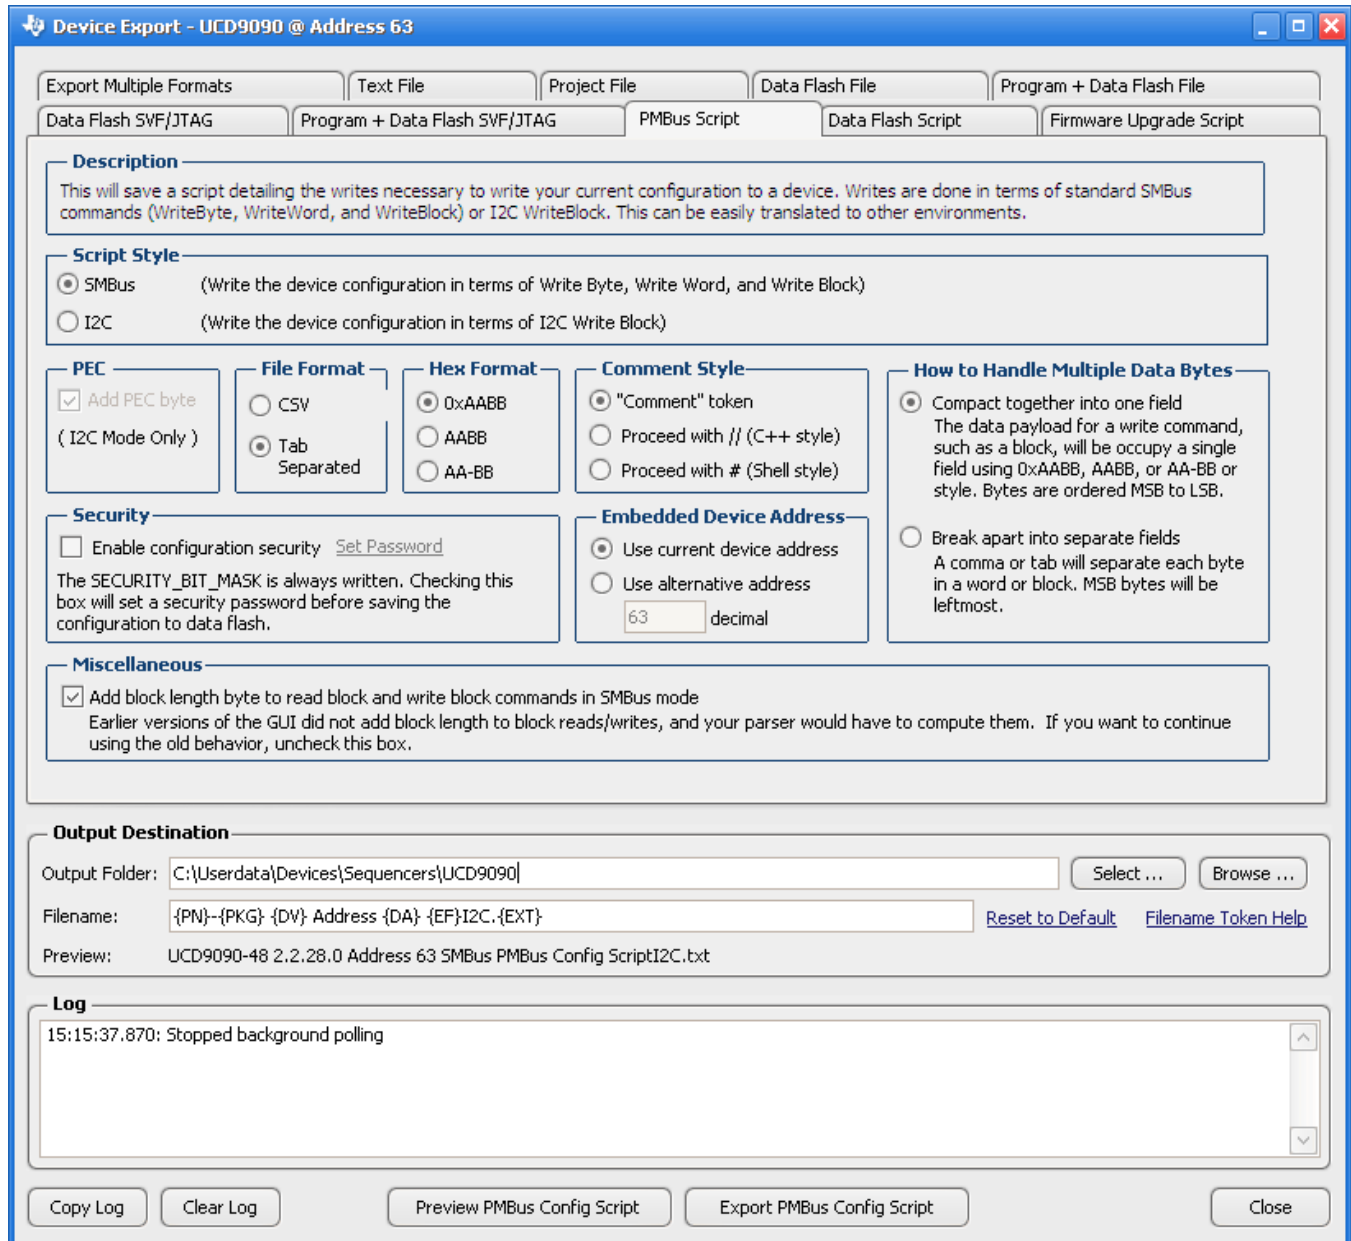 Device Export - UCD9090 @ Address 63
Export Multiple Formats
Text File
Project File
Data Flash File
Program + Data Flash File
Data Flash SVF/JTAG
Program + Data Flash SVF/JTAG
PMBus Script
Data Flash Script
Firmware Upgrade Script
Description
This will save a script detailing the writes necessary to write your current configuration to a device. Writes are done in terms of standard SMBus
commands (WriteByte, WriteWord, and WriteBlock) or I2C WriteBlock. This can be easily translated to other environments.
Script Style
SMBus (Write the device configuration in terms of Write Byte, Write Word, and Write Block)
I2C (Write the device configuration in terms of I2C Write Block)
PEC
Add PEC byte
( I2C Mode Only )
File Format
CSV
Tab
Separated
Hex Format
0xAABB
AABB
AA-BB
Comment Style
"Comment" token
Proceed with // (C++ style)
Proceed with # (Shell style)
How to Handle Multiple Data Bytes
Compact together into one field
The data payload for a write command,
such as a block, will be occupy a single
field using 0xAABB, AABB, or AA-BB or
style. Bytes are ordered MSB to LSB.
Break apart into separate fields
A comma or tab will separate each byte
in a word or block. MSB bytes will be
leftmost.
Security
Enable configuration security Set Password
The SECURITY_BIT_MASK is always written. Checking this
box will set a security password before saving the
configuration to data flash.
Embedded Device Address
Use current device address
Use alternative address
63 decimal
Miscellaneous
Add block length byte to read block and write block commands in SMBus mode
Earlier versions of the GUI did not add block length to block reads/writes, and your parser would have to compute them. If you want to continue
using the old behavior, uncheck this box.
Output Destination
Output Folder: C:\Userdata\Devices\Sequencers\UCD9090 Select ... Browse ...
Filename: {PN}-{PKG} {DV} Address {DA} {EF}I2C.{EXT} Reset to Default Filename Token Help
Preview: UCD9090-48 2.2.28.0 Address 63 SMBus PMBus Config ScriptI2C.txt
Log
15:15:37.870: Stopped background polling
Copy Log
Clear Log
Preview PMBus Config Script
Export PMBus Config Script
Close